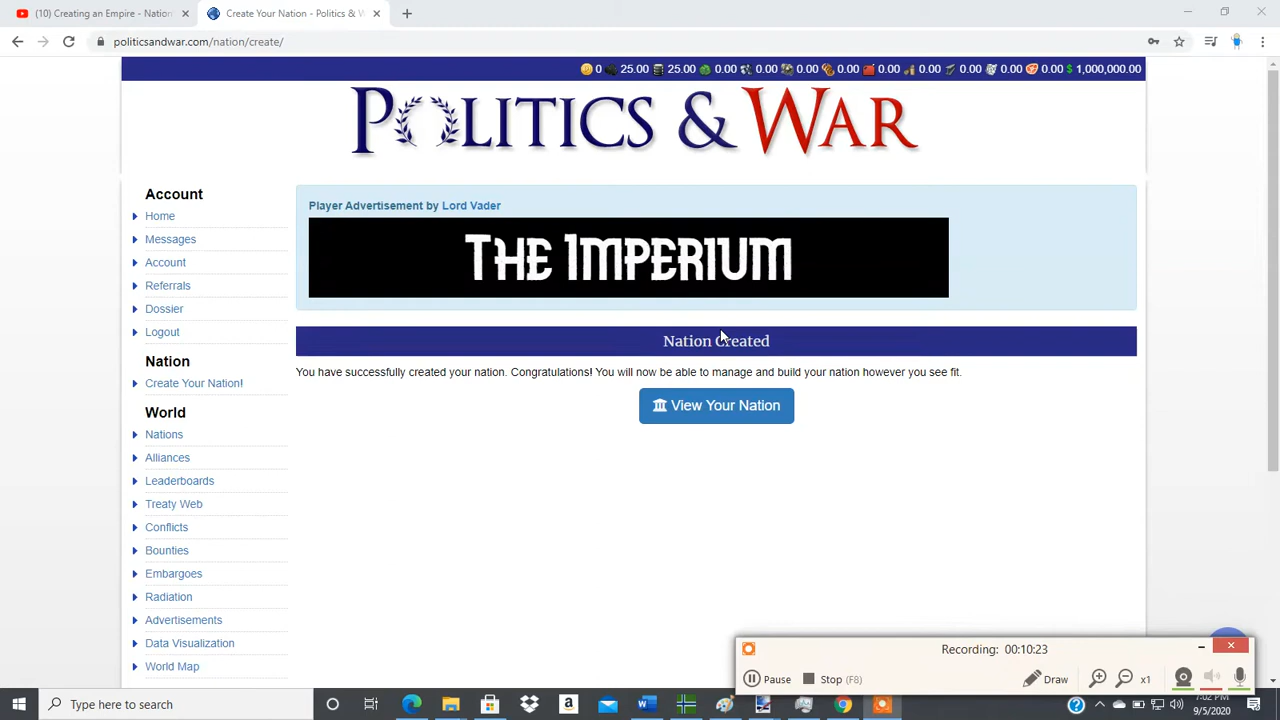 (10) Creating an Empire - Nation
Create Your Nation - Politics & W
politicsandwar.com/nation/create/
0 25.00 25.00 0.00 0.00 0.00 0.00 0.00 0.00 0.00 0.00 0.00 $ 1,000,000.00
POLITICS & WAR
Account
Home
Messages
Account
Referrals
Dossier
Logout
Nation
Create Your Nation!
World
Nations
Alliances
Leaderboards
Treaty Web
Conflicts
Bounties
Embargoes
Radiation
Advertisements
Data Visualization
World Map
Player Advertisement by Lord Vader
THE IMPERIUM
Nation Created
You have successfully created your nation. Congratulations! You will now be able to manage and build your nation however you see fit.
View Your Nation
Recording: 00:10:23
Pause Stop (F8) Draw x1
Type here to search
7:02 PM
9/5/2020